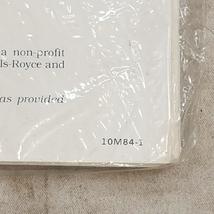 a non-profit
ls-Royce and
as provided
10M84-1